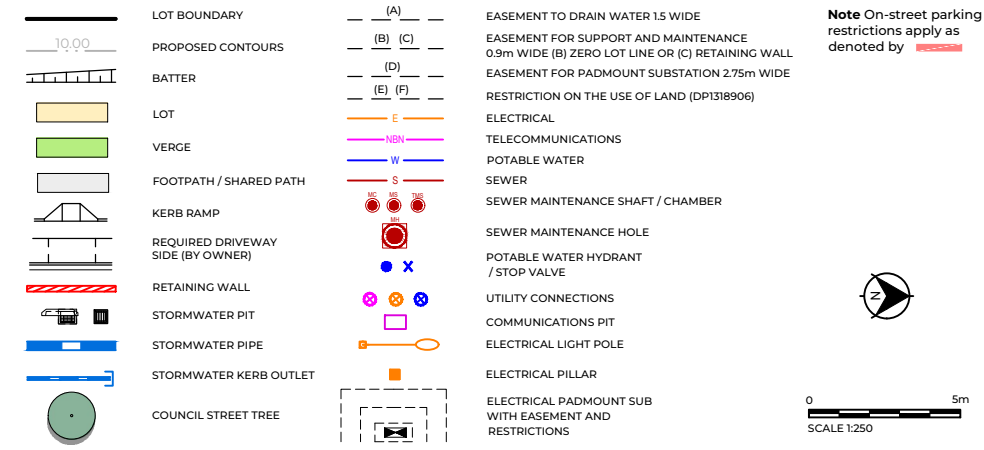 LOT BOUNDARY
10.00
PROPOSED CONTOURS
BATTER
LOT
VERGE
FOOTPATH / SHARED PATH
KERB RAMP
REQUIRED DRIVEWAY
SIDE (BY OWNER)
RETAINING WALL
STORMWATER PIT
STORMWATER PIPE
STORMWATER KERB OUTLET
COUNCIL STREET TREE
(A)
EASEMENT TO DRAIN WATER 1.5 WIDE
(B) (C)
EASEMENT FOR SUPPORT AND MAINTENANCE
0.9m WIDE (B) ZERO LOT LINE OR (C) RETAINING WALL
(D)
EASEMENT FOR PADMOUNT SUBSTATION 2.75m WIDE
(E) (F)
RESTRICTION ON THE USE OF LAND (DP1318906)
E
ELECTRICAL
NBN
TELECOMMUNICATIONS
W
POTABLE WATER
S
SEWER
MC MS TMS
SEWER MAINTENANCE SHAFT / CHAMBER
MH
SEWER MAINTENANCE HOLE
POTABLE WATER HYDRANT
/ STOP VALVE
UTILITY CONNECTIONS
COMMUNICATIONS PIT
ELECTRICAL LIGHT POLE
ELECTRICAL PILLAR
ELECTRICAL PADMOUNT SUB
WITH EASEMENT AND
RESTRICTIONS
Note On-street parking
restrictions apply as
denoted by
N
0 5m
SCALE 1:250